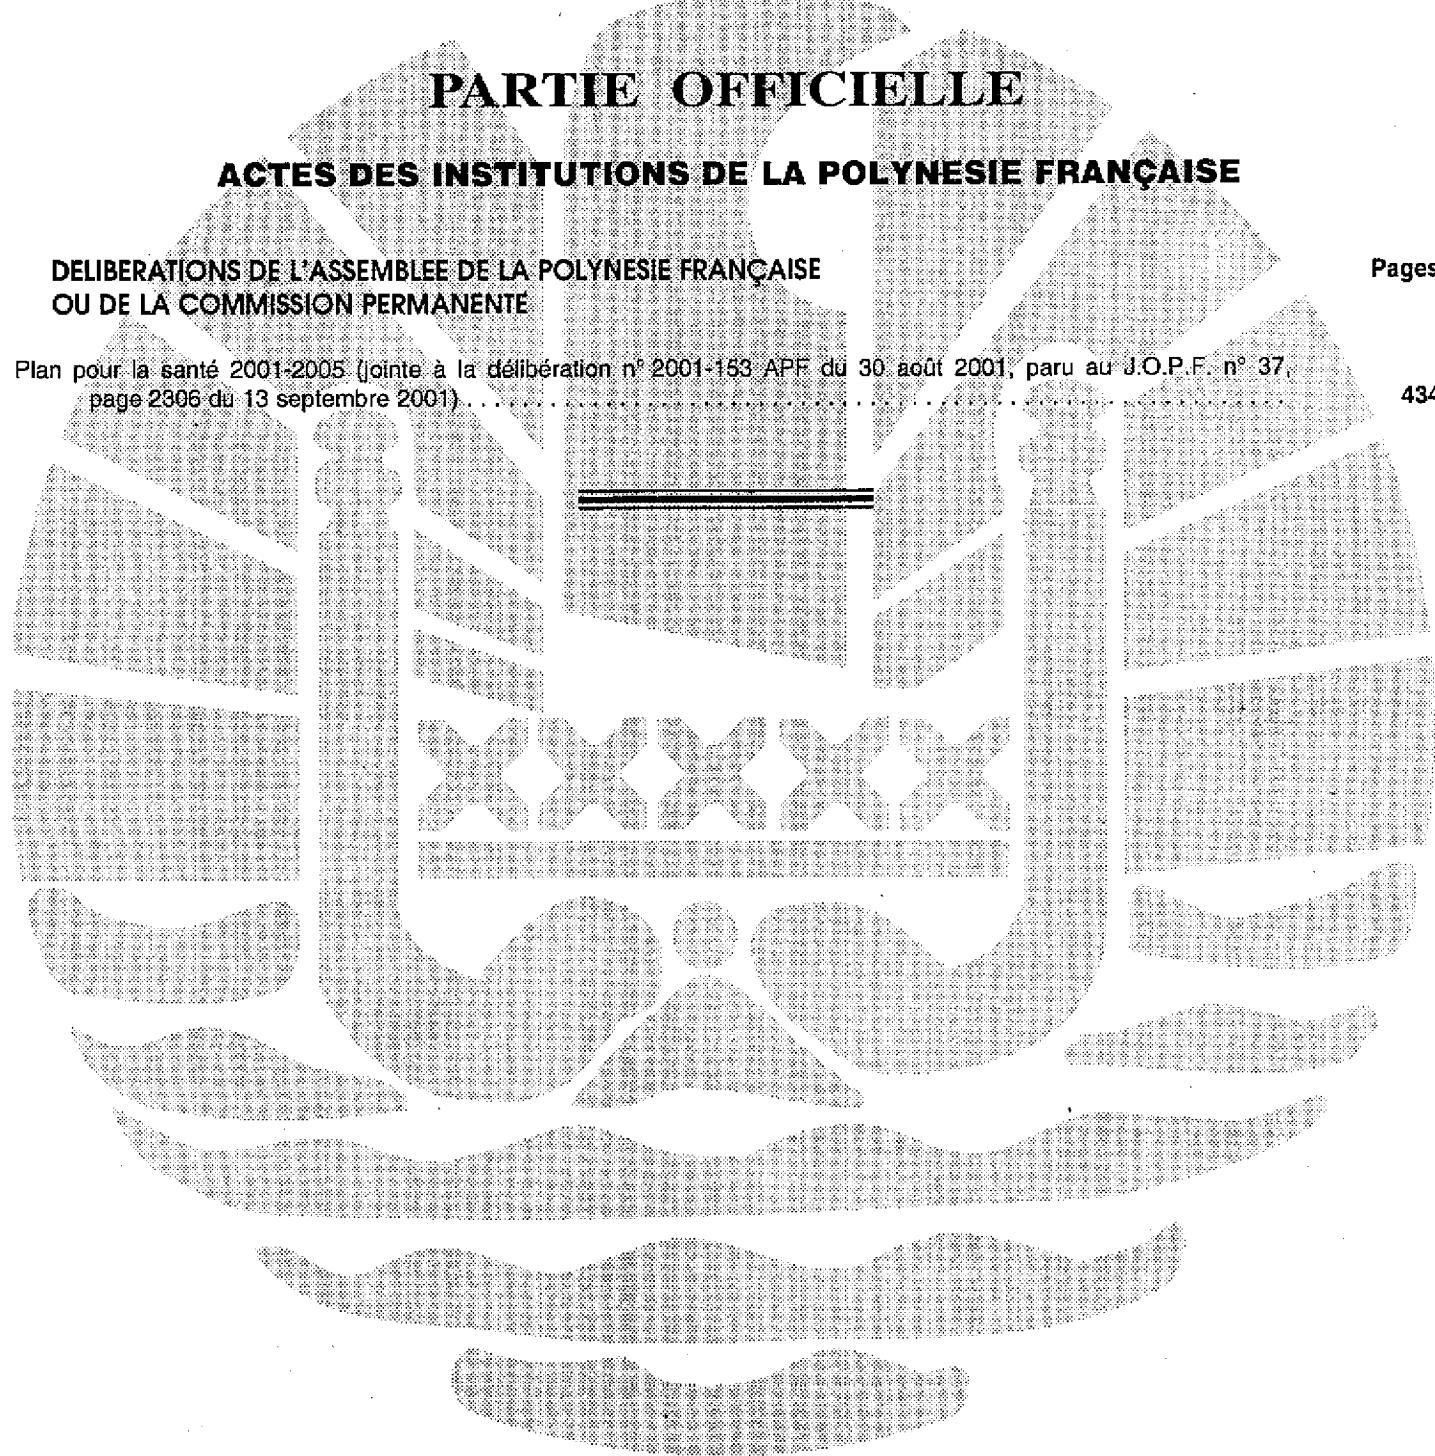 PARTIE OFFICIELLE
ACTES DES INSTITUTIONS DE LA POLYNESIE FRANÇAISE
DELIBERATIONS DE L'ASSEMBLEE DE LA POLYNESIE FRANÇAISE
OU DE LA COMMISSION PERMANENTE
Pages
Plan pour la santé 2001-2005 (jointe à la délibération n° 2001-153 APF du 30 août 2001, paru au J.O.P.F. n° 37,
page 2306 du 13 septembre 2001) . . . . . . . . . . . . . . . . . . . . . . . . . . . . . . . . . . . . . . . . . . . . . . . . . . 434